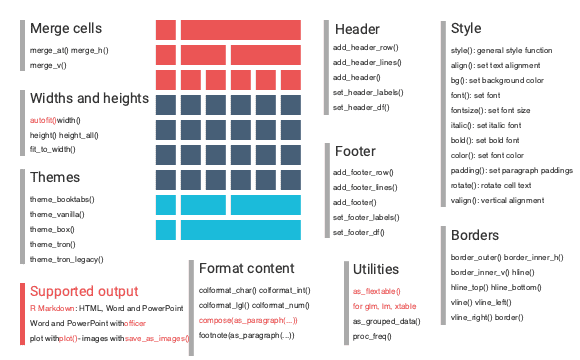 Merge cells
merge_at() merge_h()
merge_v()
Widths and heights
autofit()width()
height() height_all()
fit_to_width()
Themes
theme_booktabs()
theme_vanilla()
theme_box()
theme_tron()
theme_tron_legacy()
Supported output
R Markdown: HTML, Word and PowerPoint
Word and PowerPoint withofficer
plot withplot()- images withsave_as_images()
Format content
colformat_char() colformat_int()
colformat_lgl() colformat_num()
compose(as_paragraph(...))
footnote(as_paragraph(...))
Header
add_header_row()
add_header_lines()
add_header()
set_header_labels()
set_header_df()
Footer
add_footer_row()
add_footer_lines()
add_footer()
set_footer_labels()
set_footer_df()
Utilities
as_flextable()
for glm, lm, xtable
as_grouped_data()
proc_freq()
Style
style(): general style function
align(): set text alignment
bg(): set background color
font(): set font
fontsize(): set font size
italic(): set italic font
bold(): set bold font
color(): set font color
padding(): set paragraph paddings
rotate(): rotate cell text
valign(): vertical alignment
Borders
border_outer() border_inner_h()
border_inner_v() hline()
hline_top() hline_bottom()
vline() vline_left()
vline_right() border()